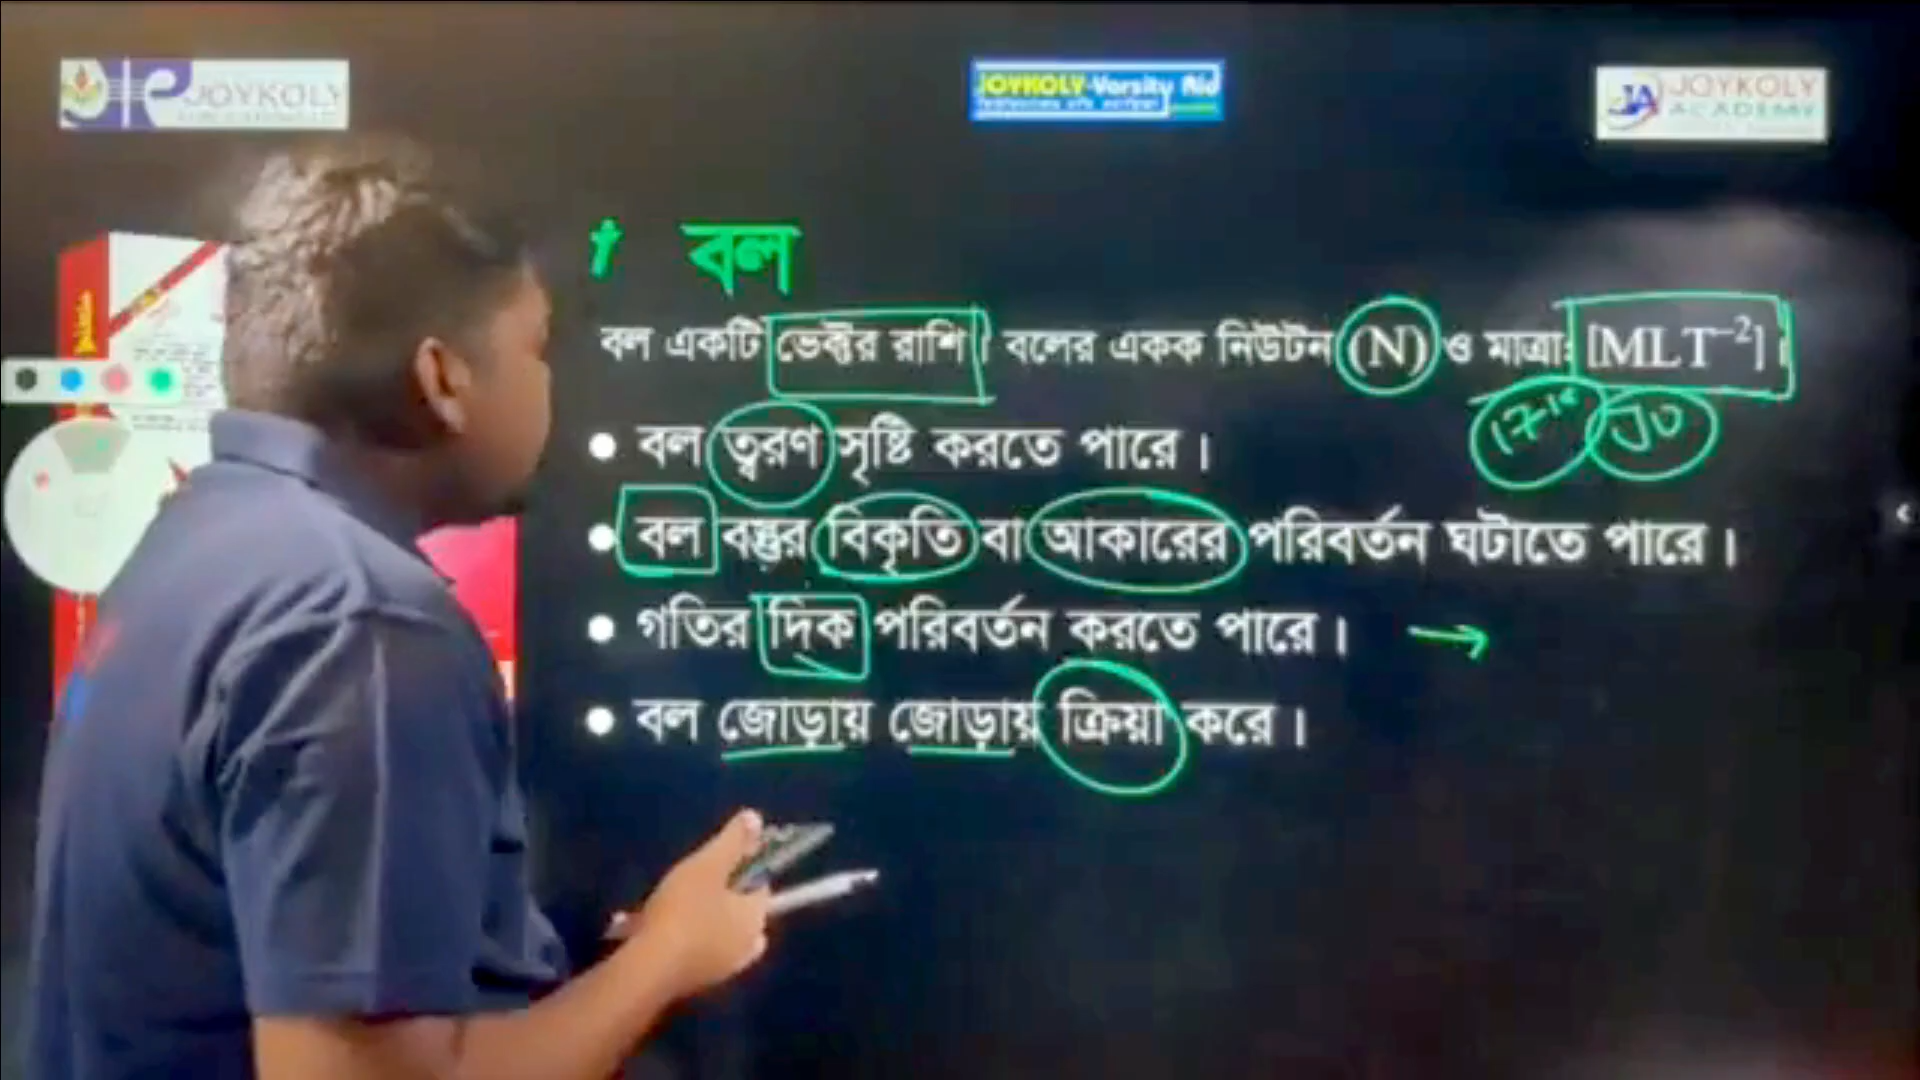 JOYKOLY
JOYKOLY-Varsity Aid
JOYKOLY
ACADEMY
বল
বল একটি ভেক্টর রাশি। বলের একক নিউটন (N) ও মাত্রা: [MLT⁻²]।
• বল ত্বরণ সৃষ্টি করতে পারে।
• বল বস্তুর বিকৃতি বা আকারের পরিবর্তন ঘটাতে পারে।
• গতির দিক পরিবর্তন করতে পারে। →
• বল জোড়ায় জোড়ায় ক্রিয়া করে।